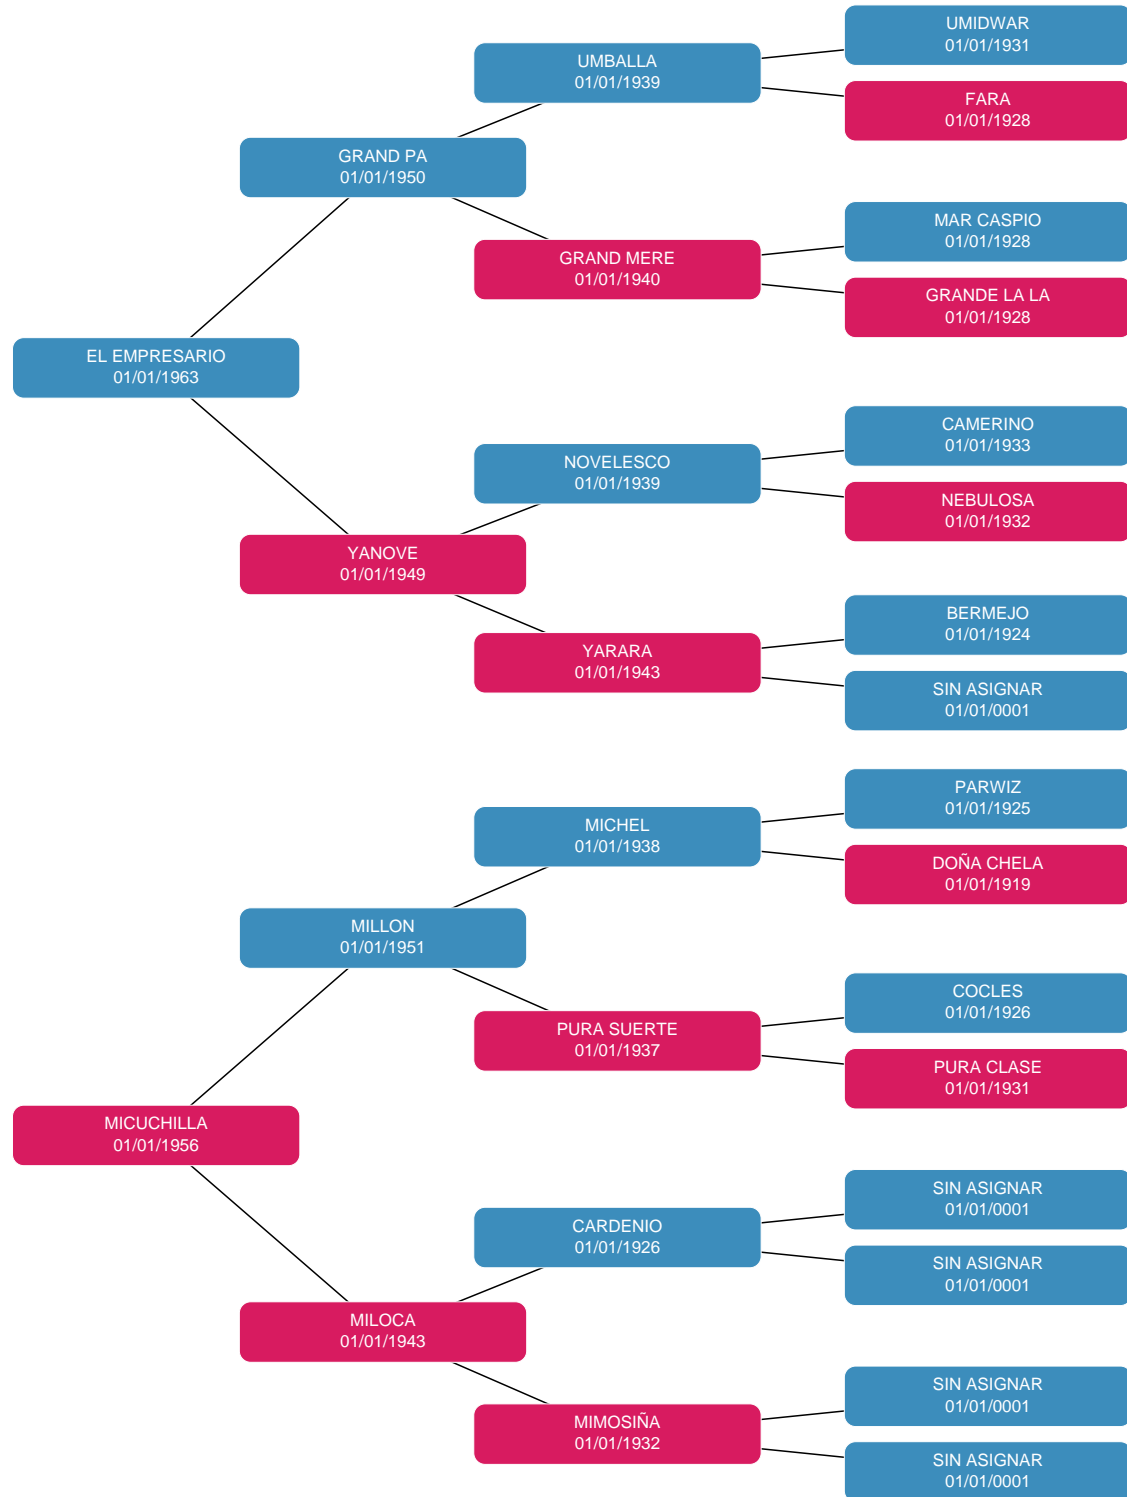 UMIDWAR
01/01/1931
UMBALLA
01/01/1939
FARA
01/01/1928
GRAND PA
01/01/1950
MAR CASPIO
01/01/1928
GRAND MERE
01/01/1940
GRANDE LA LA
01/01/1928
EL EMPRESARIO
01/01/1963
CAMERINO
01/01/1933
NOVELESCO
01/01/1939
NEBULOSA
01/01/1932
YANOVE
01/01/1949
BERMEJO
01/01/1924
YARARA
01/01/1943
SIN ASIGNAR
01/01/0001
PARWIZ
01/01/1925
MICHEL
01/01/1938
DOÑA CHELA
01/01/1919
MILLON
01/01/1951
COCLES
01/01/1926
PURA SUERTE
01/01/1937
PURA CLASE
01/01/1931
MICUCHILLA
01/01/1956
SIN ASIGNAR
01/01/0001
CARDENIO
01/01/1926
SIN ASIGNAR
01/01/0001
MILOCA
01/01/1943
SIN ASIGNAR
01/01/0001
MIMOSIÑA
01/01/1932
SIN ASIGNAR
01/01/0001